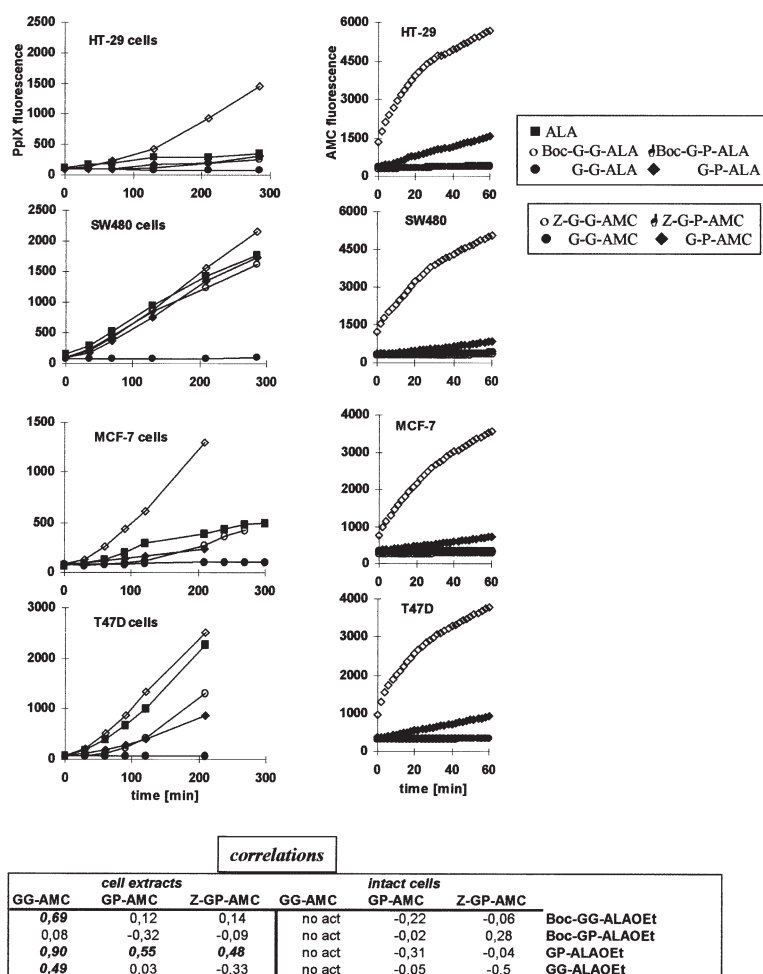 2500
HT-29 cells
2000
1500
1000
500
0
0 100 200 300
PpIX fluorescence
6000
HT-29
4500
3000
1500
0
0 20 40 60
AMC fluorescence
ALA
Boc-G-G-ALA Boc-G-P-ALA
G-G-ALA G-P-ALA
Z-G-G-AMC Z-G-P-AMC
G-G-AMC G-P-AMC
2500
SW480 cells
2000
1500
1000
500
0
0 100 200 300
6000
SW480
4500
3000
1500
0
0 20 40 60
1500
MCF-7 cells
1000
500
0
0 100 200 300
4000
MCF-7
3000
2000
1000
0
0 20 40 60
3000
T47D cells
2000
1000
0
0 100 200 300
time [min]
4000
T47D
3000
2000
1000
0
0 20 40 60
time [min]
correlations
cell extracts intact cells
GG-AMC GP-AMC Z-GP-AMC GG-AMC GP-AMC Z-GP-AMC
0,69 0,12 0,14 no act -0,22 -0,06 Boc-GG-ALAOEt
0,08 -0,32 -0,09 no act -0,02 0,28 Boc-GP-ALAOEt
0,90 0,55 0,48 no act -0,31 -0,04 GP-ALAOEt
0,49 0,03 -0,33 no act -0,05 -0,5 GG-ALAOEt